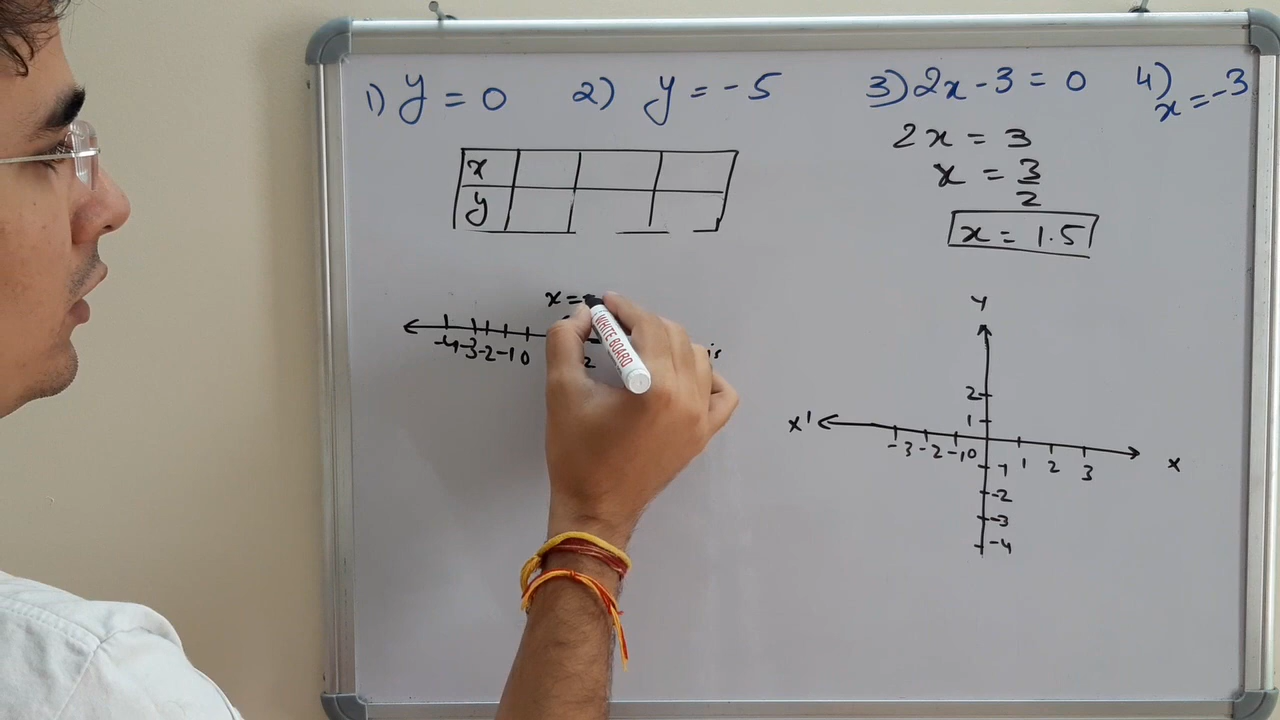 1) y = 0 2) y = -5 3) 2x - 3 = 0 4) x = -3
2x = 3
x = 3/2
x = 1.5
x
y
x =
-4 -3 -2 -1 0 2
WHITE BOARD
Y
2
1
x' x
-3 -2 -1 0 1 2 3
-1
-2
-3
-4